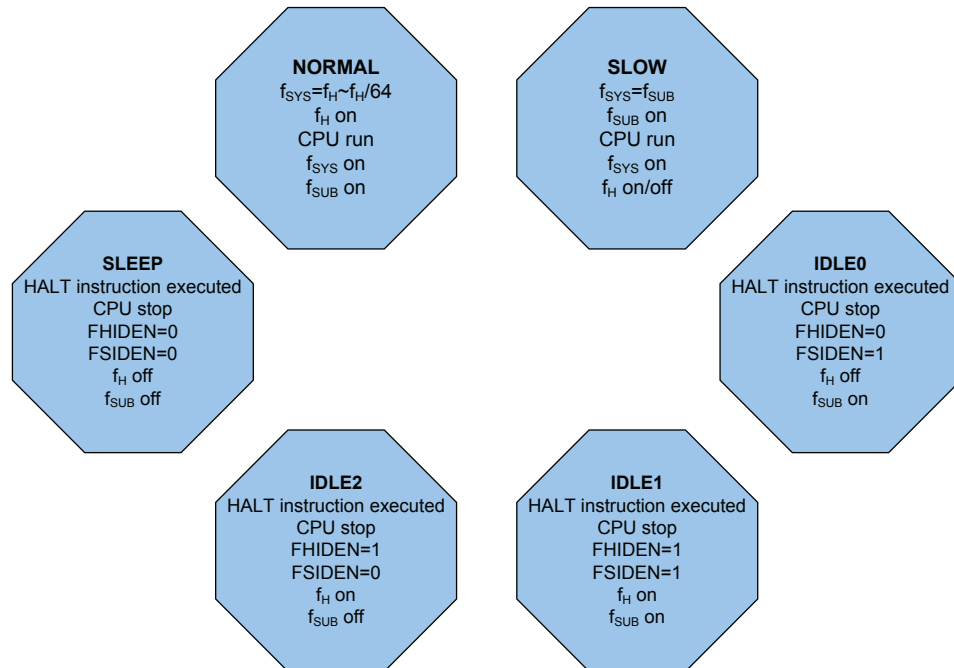 NORMAL
fSYS=fH~fH/64
fH on
CPU run
fSYS on
fSUB on
SLOW
fSYS=fSUB
fSUB on
CPU run
fSYS on
fH on/off
SLEEP
HALT instruction executed
CPU stop
FHIDEN=0
FSIDEN=0
fH off
fSUB off
IDLE0
HALT instruction executed
CPU stop
FHIDEN=0
FSIDEN=1
fH off
fSUB on
IDLE2
HALT instruction executed
CPU stop
FHIDEN=1
FSIDEN=0
fH on
fSUB off
IDLE1
HALT instruction executed
CPU stop
FHIDEN=1
FSIDEN=1
fH on
fSUB on